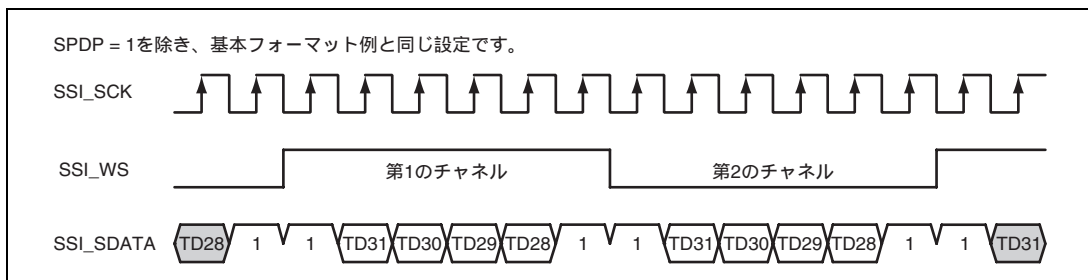 SPDP = 1を除き、基本フォーマット例と同じ設定です。
SSI_SCK
SSI_WS 第1のチャネル 第2のチャネル
SSI_SDATA TD28 1 1 TD31 TD30 TD29 TD28 1 1 TD31 TD30 TD29 TD28 1 1 TD31